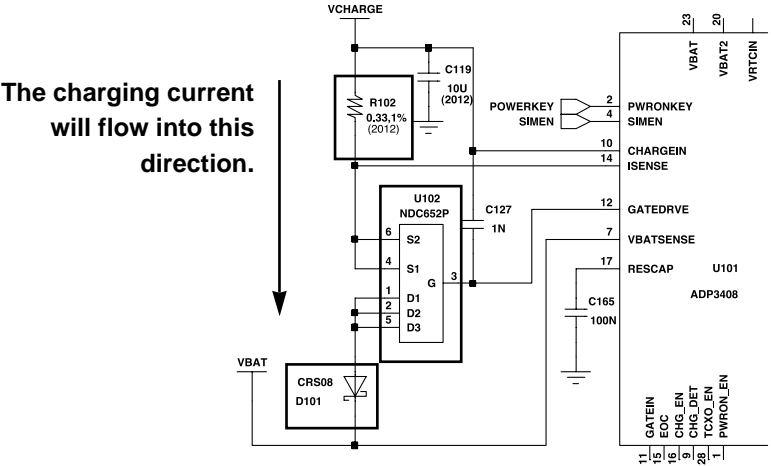 VCHARGE
The charging current
will flow into this
direction.
R102
0.33,1%
(2012)
C119
10U
(2012)
23
VBAT
20
VBAT2
VRTCIN
POWERKEY
2
PWRONKEY
SIMEN
4
SIMEN
10
CHARGEIN
14
ISENSE
U102
NDC652P
C127
1N
12
GATEDRVE
6
S2
7
VBATSENSE
4
S1
G
3
17
RESCAP
U101
ADP3408
1
D1
2
D2
5
D3
C165
100N
VBAT
CRS08
D101
GATEIN
EOC
CHG_EN
CHG_DET
TCXO_EN
PWRON_EN
11
15
16
9
28
1